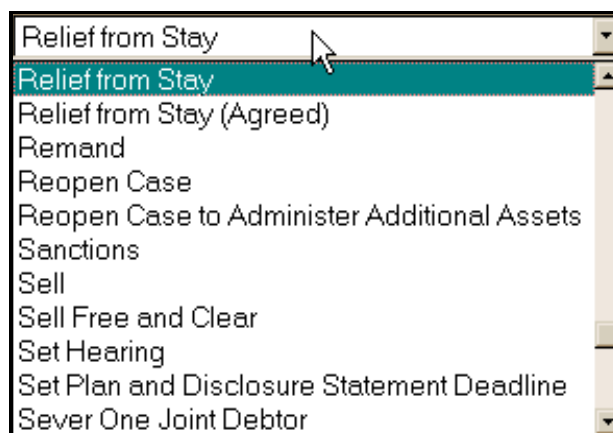 Relief from Stay
Relief from Stay
Relief from Stay (Agreed)
Remand
Reopen Case
Reopen Case to Administer Additional Assets
Sanctions
Sell
Sell Free and Clear
Set Hearing
Set Plan and Disclosure Statement Deadline
Sever One Joint Debtor